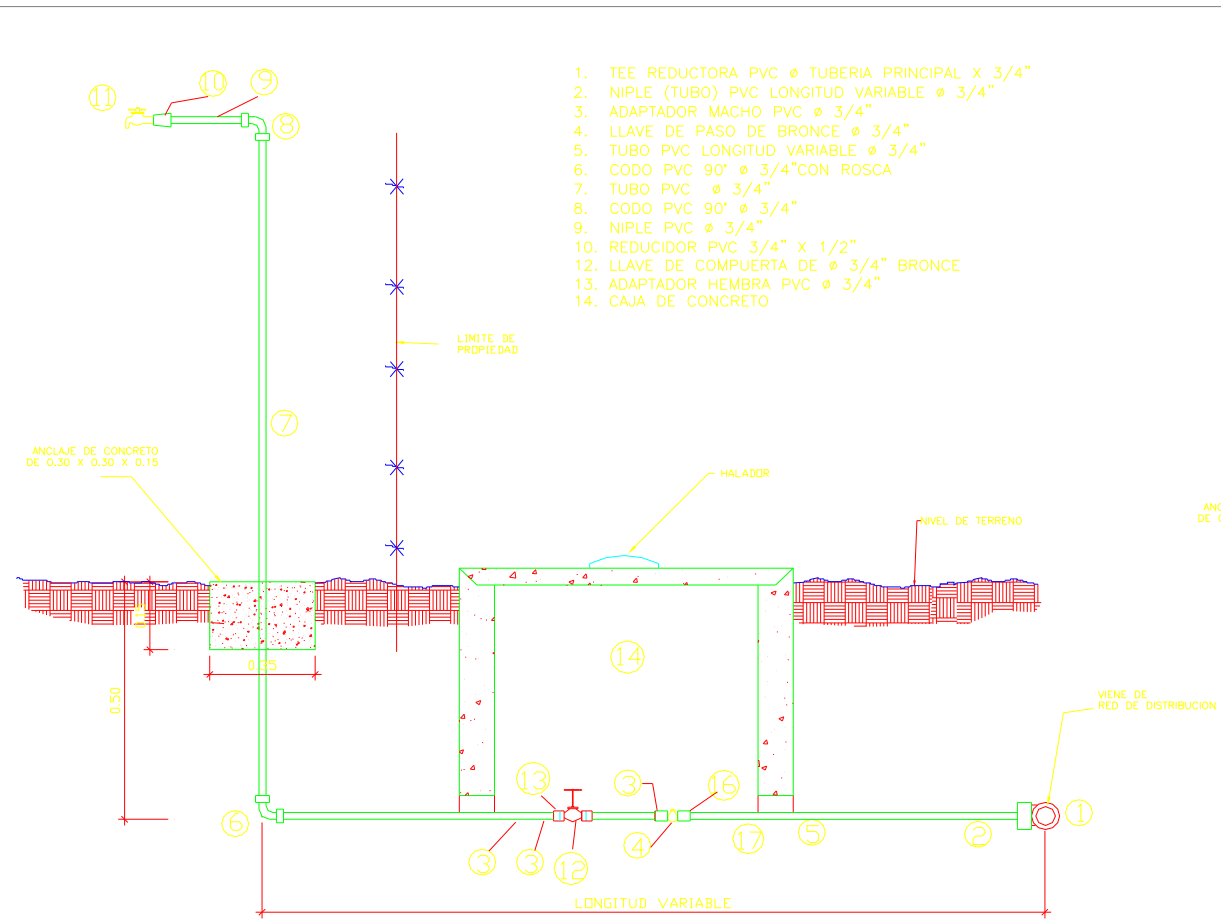 1. TEE REDUCTORA PVC ø TUBERIA PRINCIPAL X 3/4"
2. NIPLE (TUBO) PVC LONGITUD VARIABLE ø 3/4"
3. ADAPTADOR MACHO PVC ø 3/4"
4. LLAVE DE PASO DE BRONCE ø 3/4"
5. TUBO PVC LONGITUD VARIABLE ø 3/4"
6. CODO PVC 90° ø 3/4"CON ROSCA
7. TUBO PVC ø 3/4"
8. CODO PVC 90° ø 3/4"
9. NIPLE PVC ø 3/4"
10. REDUCIDOR PVC 3/4" X 1/2"
12. LLAVE DE COMPUERTA DE ø 3/4" BRONCE
13. ADAPTADOR HEMBRA PVC ø 3/4"
14. CAJA DE CONCRETO
11
10
9
8
LIMITE DE
PROPIEDAD
7
ANCLAJE DE CONCRETO
DE 0.30 X 0.30 X 0.15
HALADOR
NIVEL DE TERRENO
14
0.35
0.50
VIENE DE
RED DE DISTRIBUCION
13
3
16
6
3
3
12
4
17
5
2
1
LONGITUD VARIABLE